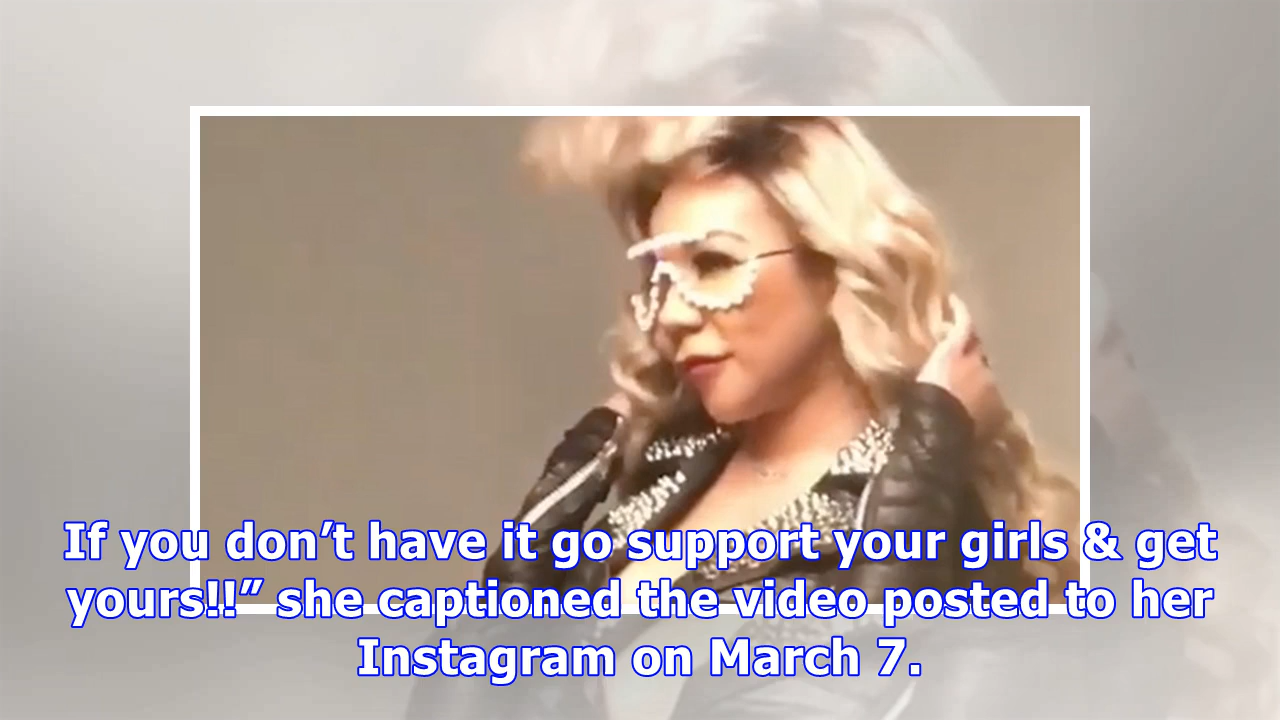 If you don’t have it go support your girls & get
yours!!” she captioned the video posted to her
Instagram on March 7.